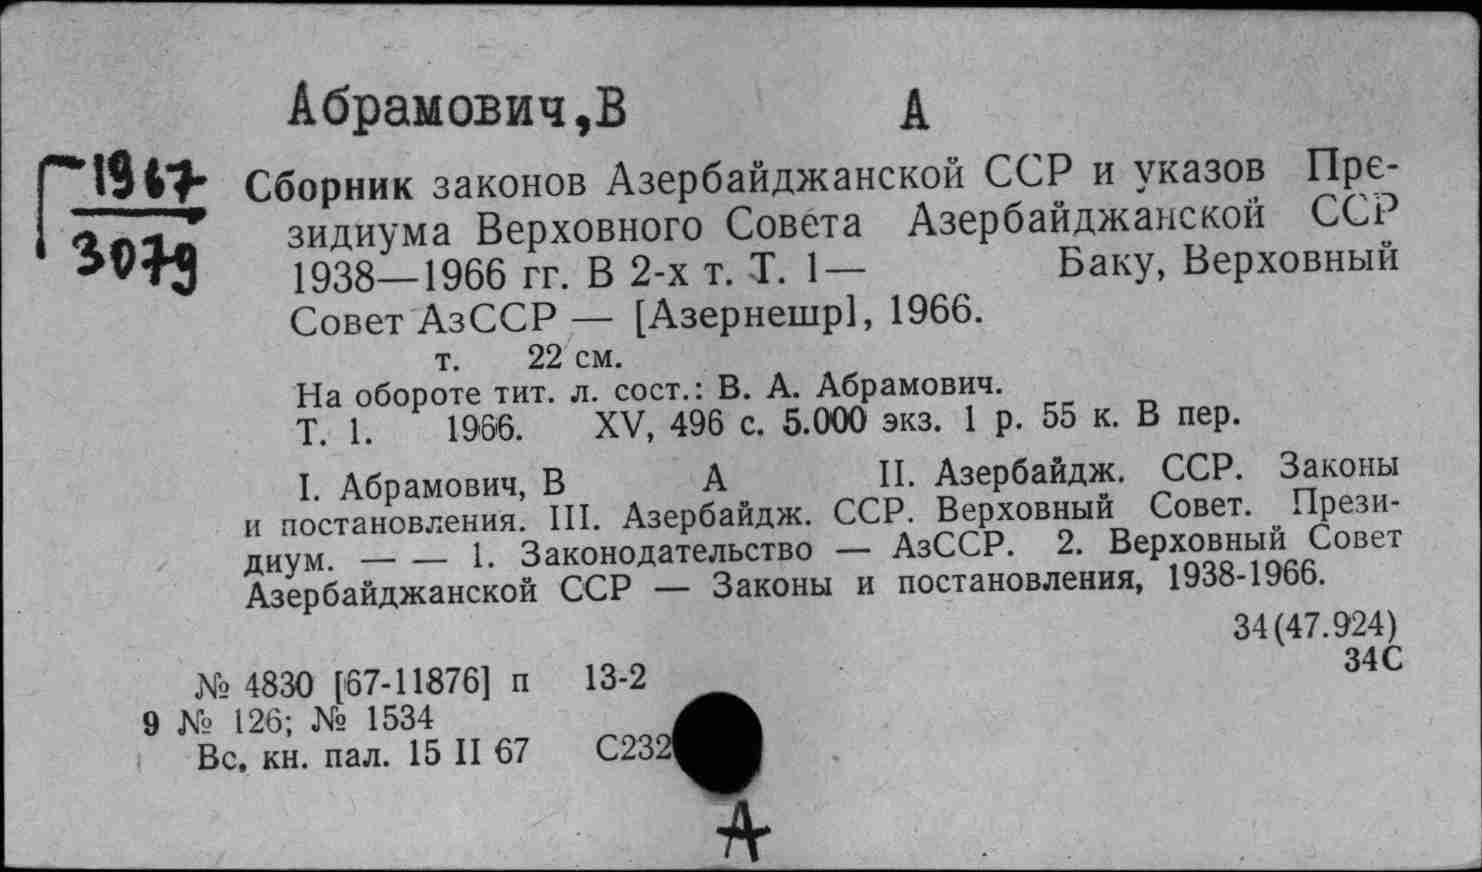 Абрамович,В А
Г 1967
3079
Сборник законов Азербайджанской ССР и указов Пре-
зидиума Верховного Совета Азербайджанской ССР
1938—1966 гг. В 2-х т. Т. 1— Баку, Верховный
Совет АзССР — [Азернешр], 1966.
т. 22 см.
На обороте тит. л. сост.: В. А. Абрамович.
Т. 1. 1966. XV, 496 с. 5.000 экз. 1 р. 55 к. В пер.
I. Абрамович, В А II. Азербайдж. ССР. Законы
и постановления. III. Азербайдж. ССР. Верховный Совет. Прези-
диум. — — 1. Законодательство — АзССР. 2. Верховный Совет
Азербайджанской ССР — Законы и постановления, 1938-1966.
34(47.924)
34С
№ 4830 [67-11876] п 13-2
9 № 126; № 1534
Вс. кн. пал. 15 II 67 С232
А